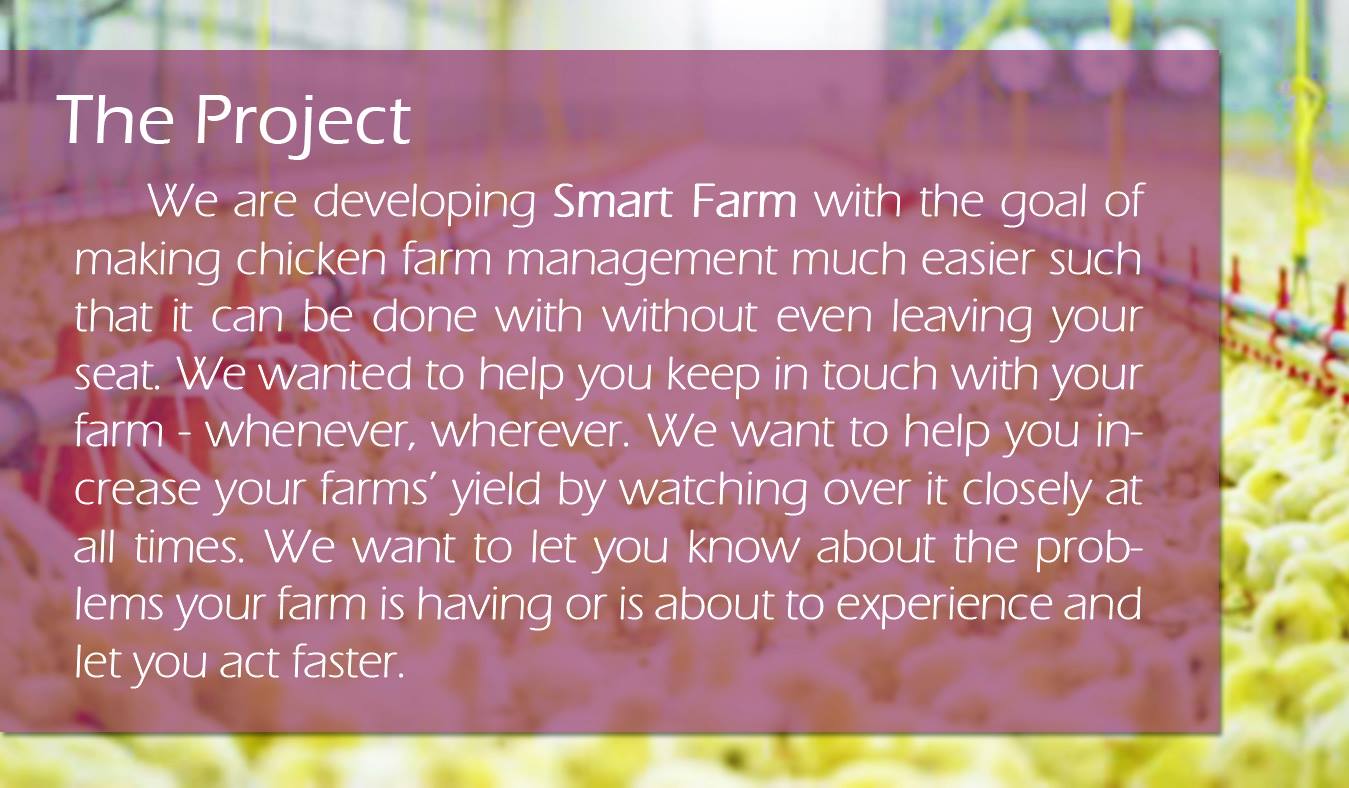 The Project
We are developing Smart Farm with the goal of
making chicken farm management much easier such
that it can be done with without even leaving your
seat. We wanted to help you keep in touch with your
farm - whenever, wherever. We want to help you in-
crease your farms’ yield by watching over it closely at
all times. We want to let you know about the prob-
lems your farm is having or is about to experience and
let you act faster.